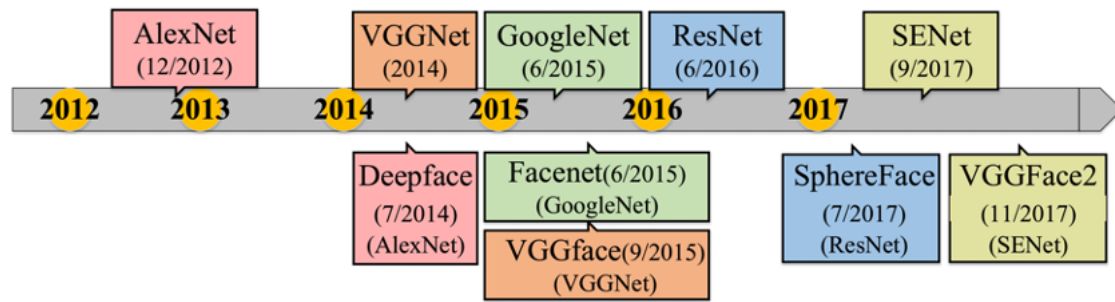 AlexNet
(12/2012)
VGGNet
(2014)
GoogleNet
(6/2015)
ResNet
(6/2016)
SENet
(9/2017)
2012
2013
2014
2015
2016
2017
Deepface
(7/2014)
(AlexNet)
Facenet(6/2015)
(GoogleNet)
VGGface(9/2015)
(VGGNet)
SphereFace
(7/2017)
(ResNet)
VGGFace2
(11/2017)
(SENet)